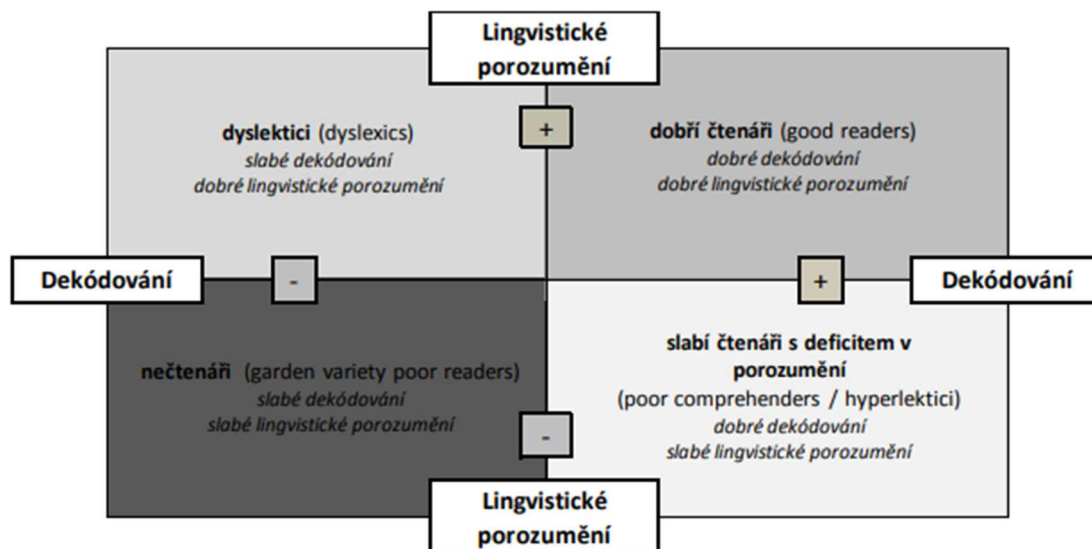 Lingvistické
porozumění
+
dyslektici (dyslexics)
slabé dekódování
dobré lingvistické porozumění
dobří čtenáři (good readers)
dobré dekódování
dobré lingvistické porozumění
Dekódování
-
+
Dekódování
nečtenáři (garden variety poor readers)
slabé dekódování
slabé lingvistické porozumění
slabí čtenáři s deficitem v
porozumění
(poor comprehenders / hyperlektici)
dobré dekódování
slabé lingvistické porozumění
-
Lingvistické
porozumění